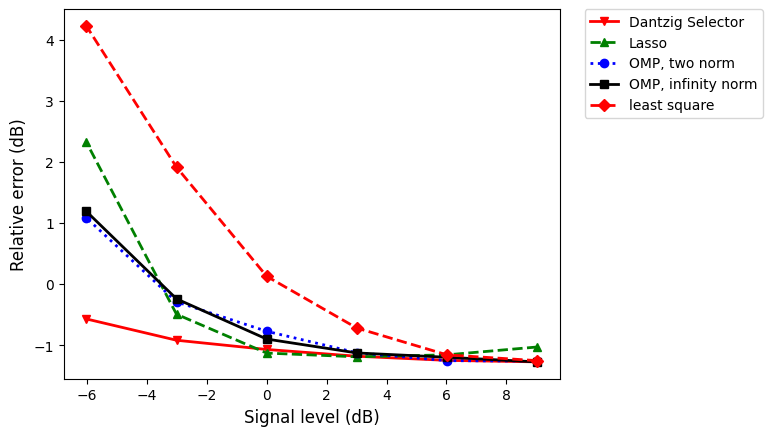 Dantzig Selector
Lasso
OMP, two norm
OMP, infinity norm
least square
Relative error (dB)
4
3
2
1
0
−1
−6 −4 −2 0 2 4 6 8
Signal level (dB)